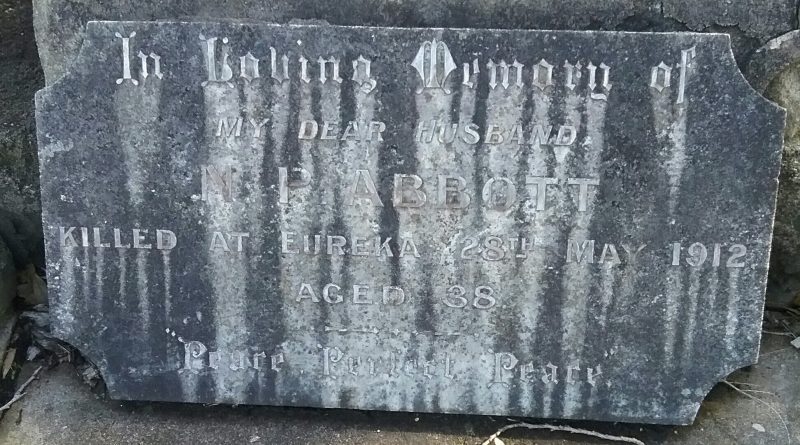 In Loving Memory of
MY DEAR HUSBAND
N P ABBOTT
KILLED AT EUREKA 28TH MAY 1912
AGED 38
"Peace Perfect Peace"